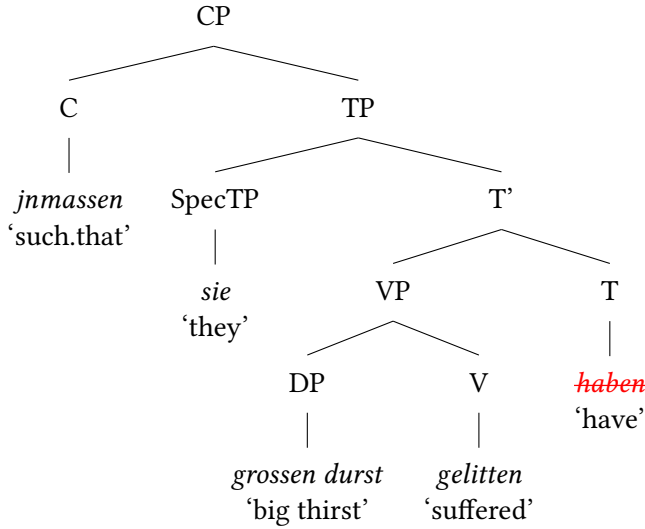 CP
C TP
jnmassen SpecTP T’
‘such.that’
sie VP T
‘they’
DP V haben
‘have’
grossen durst gelitten
‘big thirst’ ‘suffered’